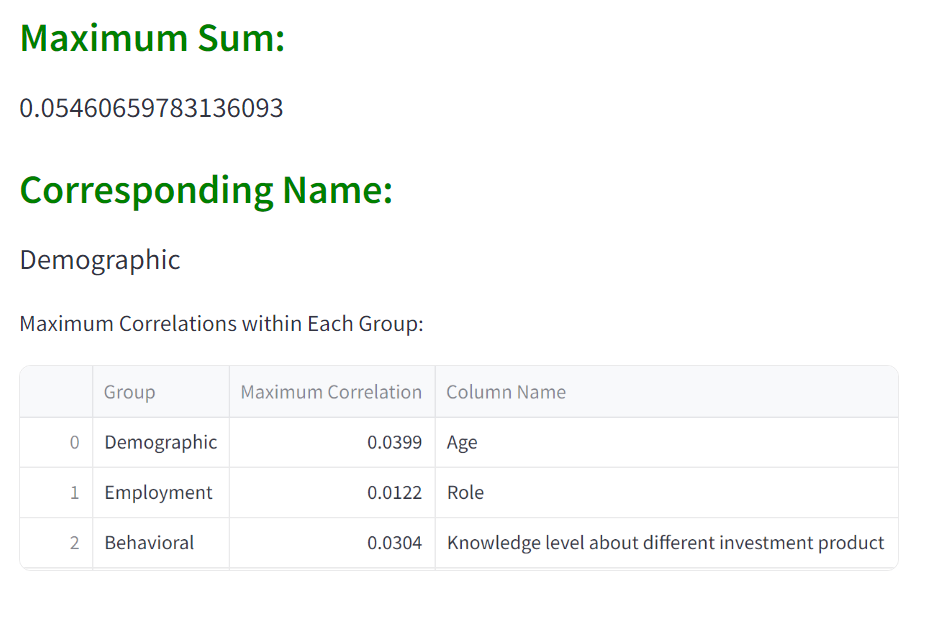 Maximum Sum:
0.05460659783136093
Corresponding Name:
Demographic
Maximum Correlations within Each Group:
Group Maximum Correlation Column Name
0 Demographic 0.0399 Age
1 Employment 0.0122 Role
2 Behavioral 0.0304 Knowledge level about different investment product